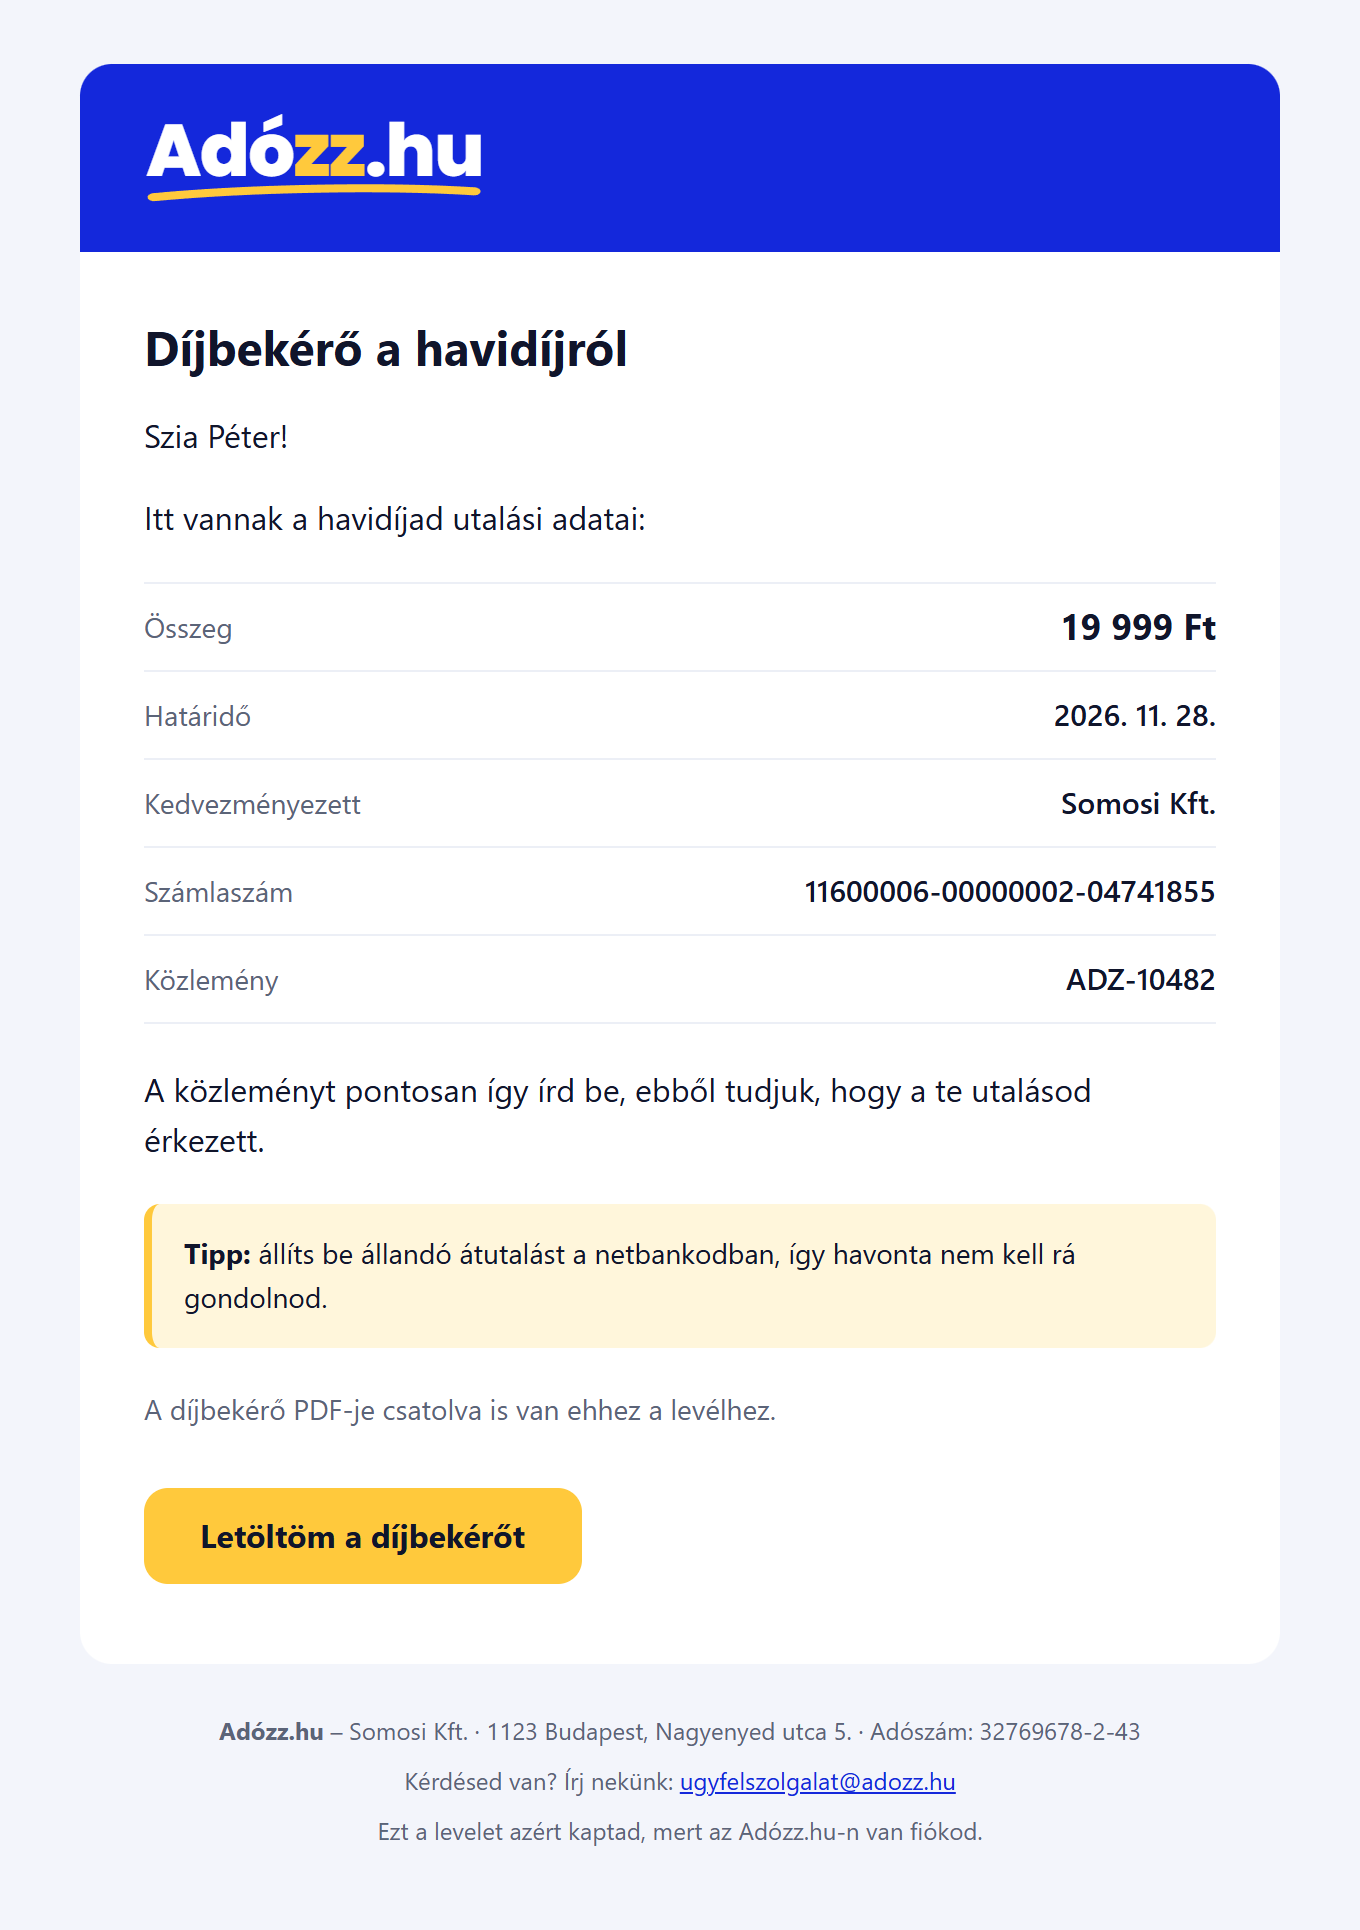 Adózz.hu
Díjbekérő a havidíjról
Szia Péter!
Itt vannak a havidíjad utalási adatai:
Összeg 19 999 Ft
Határidő 2026. 11. 28.
Kedvezményezett Somosi Kft.
Számlaszám 11600006-00000002-04741855
Közlemény ADZ-10482
A közleményt pontosan így írd be, ebből tudjuk, hogy a te utalásod
érkezett.
Tipp: állíts be állandó átutalást a netbankodban, így havonta nem kell rá
gondolnod.
A díjbekérő PDF-je csatolva is van ehhez a levélhez.
Letöltöm a díjbekérőt
Adózz.hu – Somosi Kft. · 1123 Budapest, Nagyenyed utca 5. · Adószám: 32769678-2-43
Kérdésed van? Írj nekünk: ugyfelszolgalat@adozz.hu
Ezt a levelet azért kaptad, mert az Adózz.hu-n van fiókod.